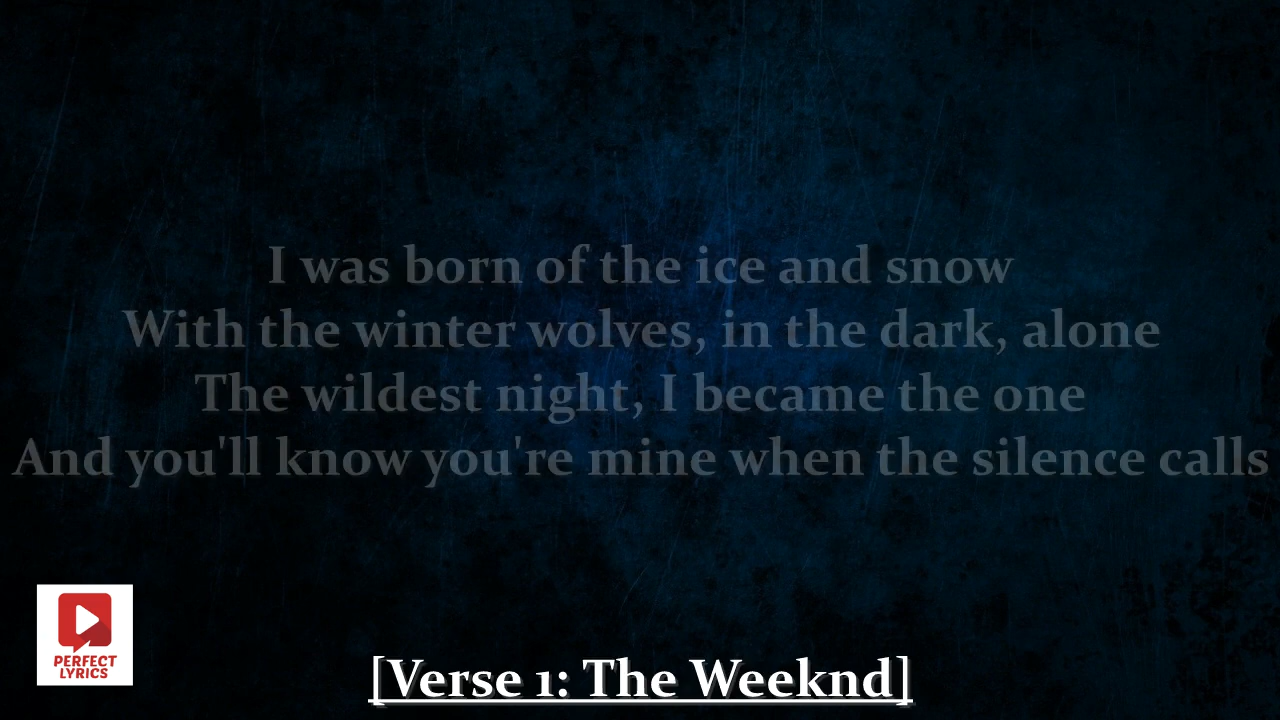 I was born of the ice and snow
With the winter wolves, in the dark, alone
The wildest night, I became the one
And you'll know you're mine when the silence calls
PERFECT
LYRICS
[Verse 1: The Weeknd]